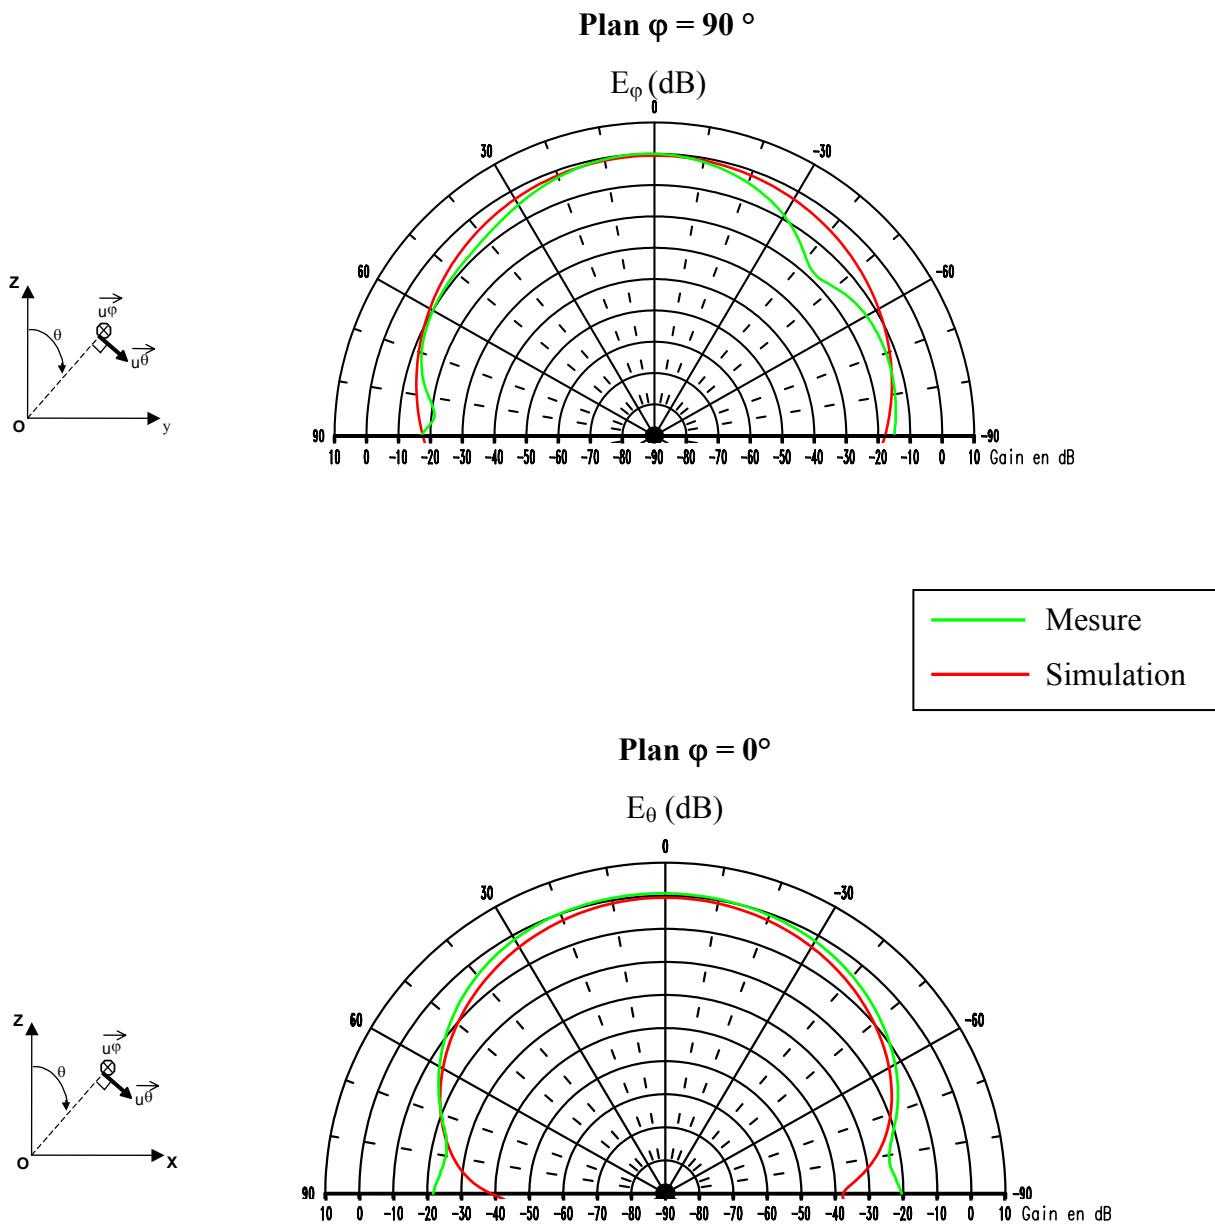 Plan φ = 90 °
Eφ (dB)
0
30
-30
60
-60
90
-90
10 0 -10 -20 -30 -40 -50 -60 -70 -80 -90 -80 -70 -60 -50 -40 -30 -20 -10 0 10 Gain en dB
Z
uφ
θ
uθ
O
y
Mesure
Simulation
Plan φ = 0°
Eθ (dB)
0
30
-30
60
-60
90
-90
10 0 -10 -20 -30 -40 -50 -60 -70 -80 -90 -80 -70 -60 -50 -40 -30 -20 -10 0 10 Gain en dB
Z
uφ
θ
uθ
O
X